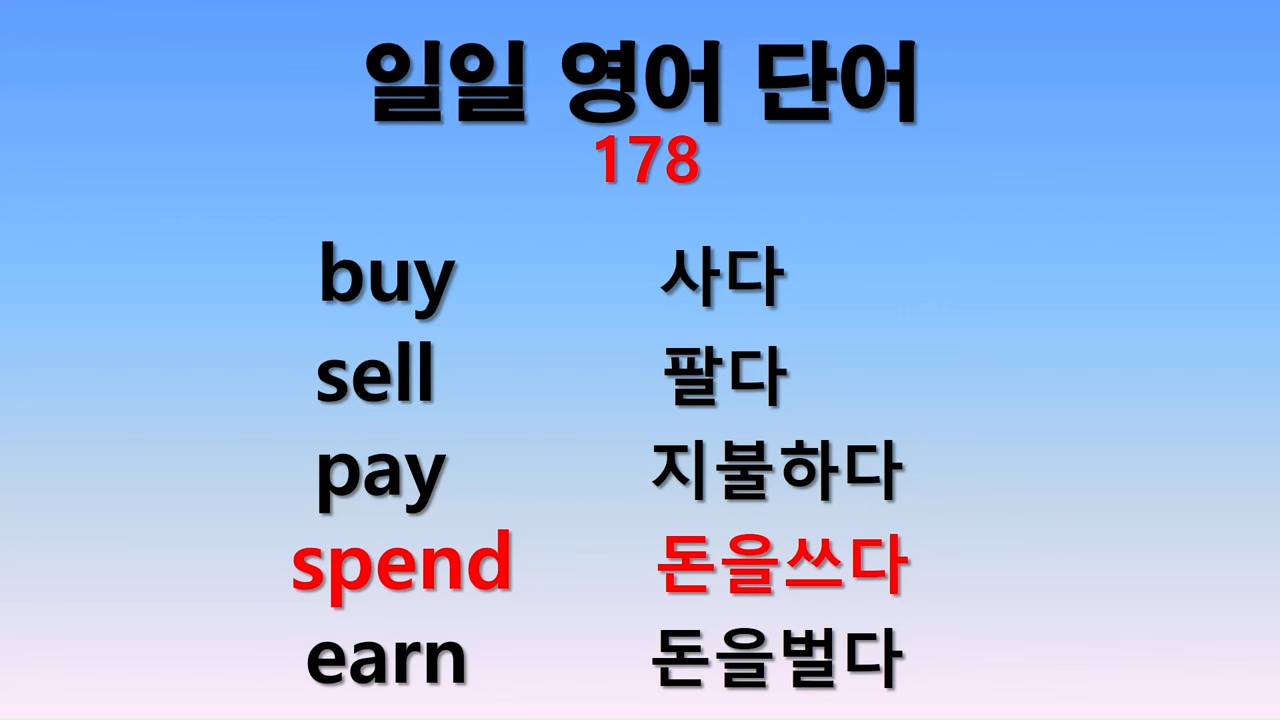 일일 영어 단어
178
buy 사다
sell 팔다
pay 지불하다
spend 돈을쓰다
earn 돈을벌다